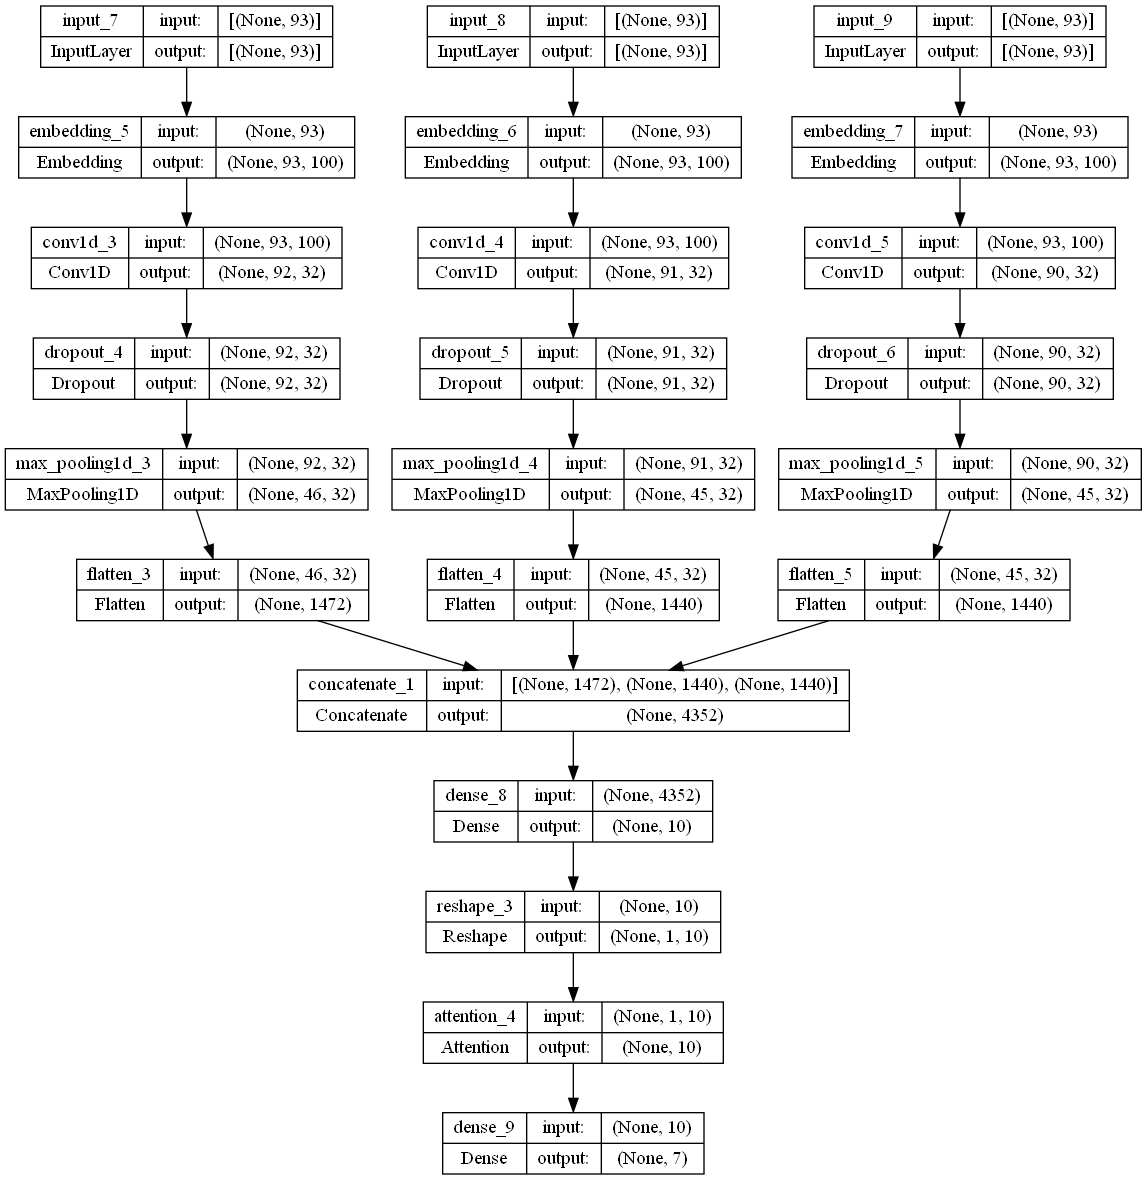 input_7 input: [(None, 93)]
InputLayer output: [(None, 93)]
input_8 input: [(None, 93)]
InputLayer output: [(None, 93)]
input_9 input: [(None, 93)]
InputLayer output: [(None, 93)]
embedding_5 input: (None, 93)
Embedding output: (None, 93, 100)
embedding_6 input: (None, 93)
Embedding output: (None, 93, 100)
embedding_7 input: (None, 93)
Embedding output: (None, 93, 100)
conv1d_3 input: (None, 93, 100)
Conv1D output: (None, 92, 32)
conv1d_4 input: (None, 93, 100)
Conv1D output: (None, 91, 32)
conv1d_5 input: (None, 93, 100)
Conv1D output: (None, 90, 32)
dropout_4 input: (None, 92, 32)
Dropout output: (None, 92, 32)
dropout_5 input: (None, 91, 32)
Dropout output: (None, 91, 32)
dropout_6 input: (None, 90, 32)
Dropout output: (None, 90, 32)
max_pooling1d_3 input: (None, 92, 32)
MaxPooling1D output: (None, 46, 32)
max_pooling1d_4 input: (None, 91, 32)
MaxPooling1D output: (None, 45, 32)
max_pooling1d_5 input: (None, 90, 32)
MaxPooling1D output: (None, 45, 32)
flatten_3 input: (None, 46, 32)
Flatten output: (None, 1472)
flatten_4 input: (None, 45, 32)
Flatten output: (None, 1440)
flatten_5 input: (None, 45, 32)
Flatten output: (None, 1440)
concatenate_1 input: [(None, 1472), (None, 1440), (None, 1440)]
Concatenate output: (None, 4352)
dense_8 input: (None, 4352)
Dense output: (None, 10)
reshape_3 input: (None, 10)
Reshape output: (None, 1, 10)
attention_4 input: (None, 1, 10)
Attention output: (None, 10)
dense_9 input: (None, 10)
Dense output: (None, 7)